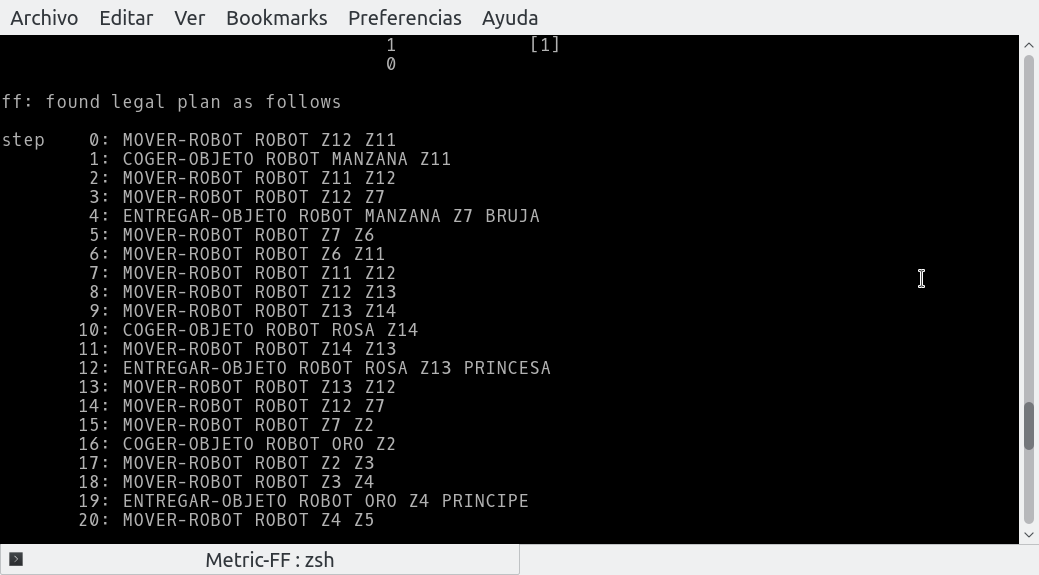 Archivo Editar Ver Bookmarks Preferencias Ayuda
1 [1]
0
ff: found legal plan as follows
step 0: MOVER-ROBOT ROBOT Z12 Z11
1: COGER-OBJETO ROBOT MANZANA Z11
2: MOVER-ROBOT ROBOT Z11 Z12
3: MOVER-ROBOT ROBOT Z12 Z7
4: ENTREGAR-OBJETO ROBOT MANZANA Z7 BRUJA
5: MOVER-ROBOT ROBOT Z7 Z6
6: MOVER-ROBOT ROBOT Z6 Z11
7: MOVER-ROBOT ROBOT Z11 Z12
8: MOVER-ROBOT ROBOT Z12 Z13
9: MOVER-ROBOT ROBOT Z13 Z14
10: COGER-OBJETO ROBOT ROSA Z14
11: MOVER-ROBOT ROBOT Z14 Z13
12: ENTREGAR-OBJETO ROBOT ROSA Z13 PRINCESA
13: MOVER-ROBOT ROBOT Z13 Z12
14: MOVER-ROBOT ROBOT Z12 Z7
15: MOVER-ROBOT ROBOT Z7 Z2
16: COGER-OBJETO ROBOT ORO Z2
17: MOVER-ROBOT ROBOT Z2 Z3
18: MOVER-ROBOT ROBOT Z3 Z4
19: ENTREGAR-OBJETO ROBOT ORO Z4 PRINCIPE
20: MOVER-ROBOT ROBOT Z4 Z5
Metric-FF : zsh